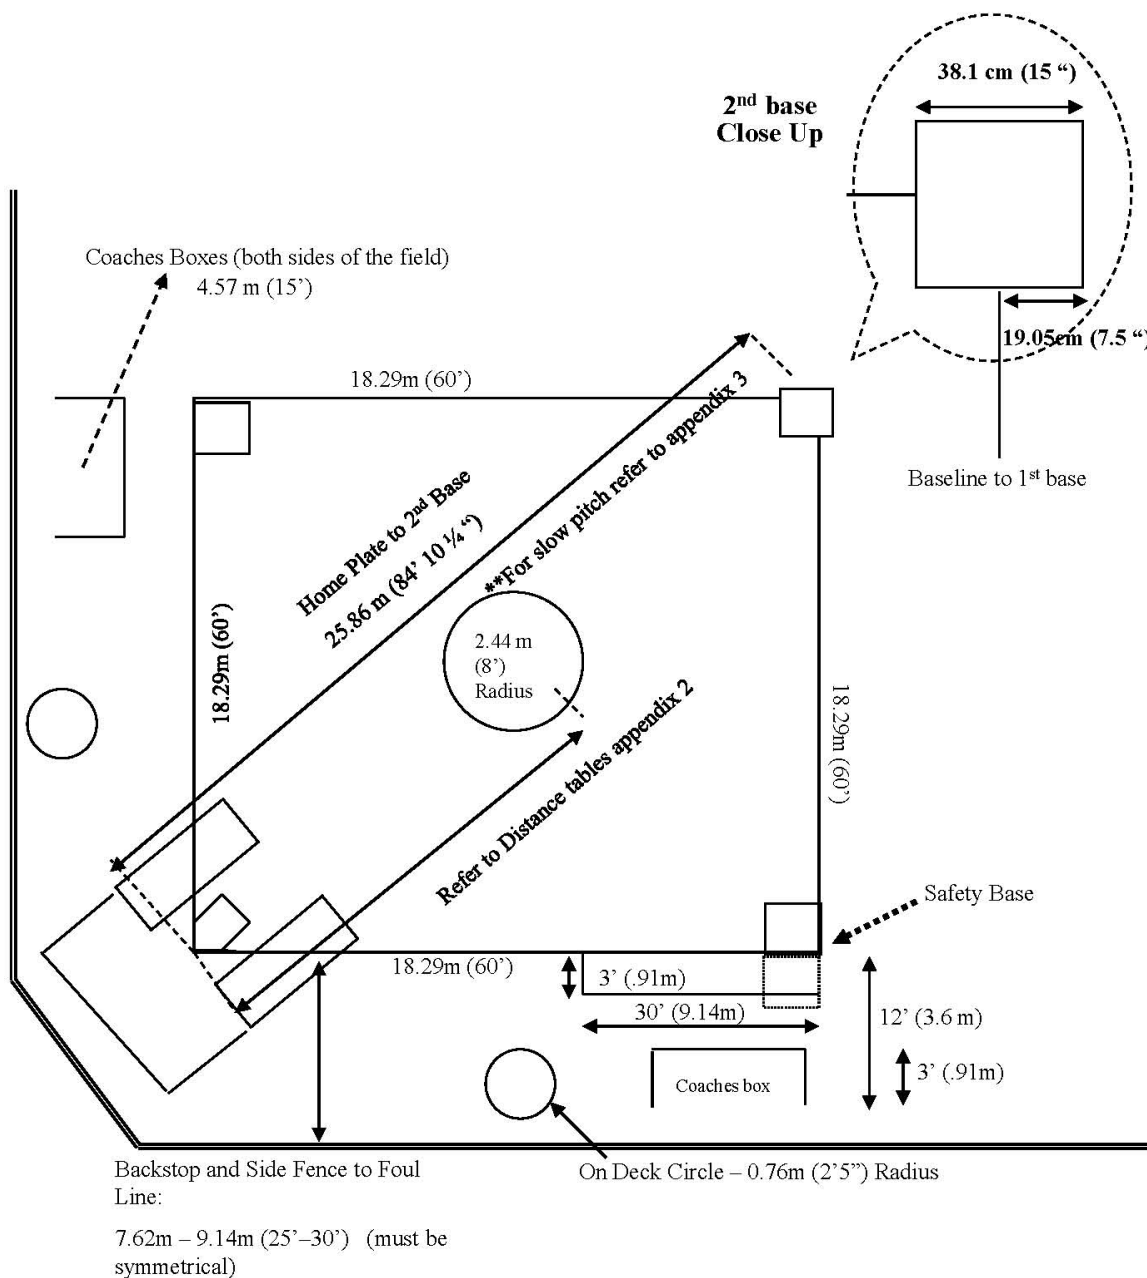 38.1 cm (15 “)
2nd base
Close Up
Coaches Boxes (both sides of the field)
4.57 m (15’)
19.05cm (7.5 “)
18.29m (60’)
Baseline to 1st base
Home Plate to 2nd Base
25.86 m (84’ 10 ¼ “)
**For slow pitch refer to appendix 3
2.44 m
(8’)
Radius
18.29m (60’)
18.29m (60’)
Refer to Distance tables appendix 2
Safety Base
18.29m (60’)
3’ (.91m)
30’ (9.14m)
12’ (3.6 m)
3’ (.91m)
Coaches box
Backstop and Side Fence to Foul
Line:
7.62m – 9.14m (25’–30’) (must be
symmetrical)
On Deck Circle – 0.76m (2’5”) Radius